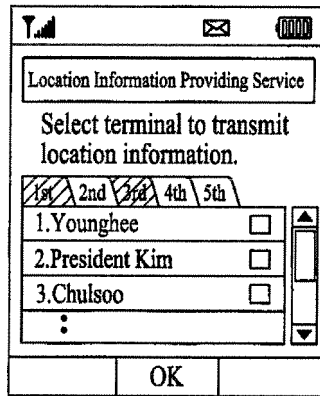 Location Information Providing Service
Select terminal to transmit
location information.
1st 2nd 3rd 4th 5th
1.Younghee
2.President Kim
3.Chulsoo
OK